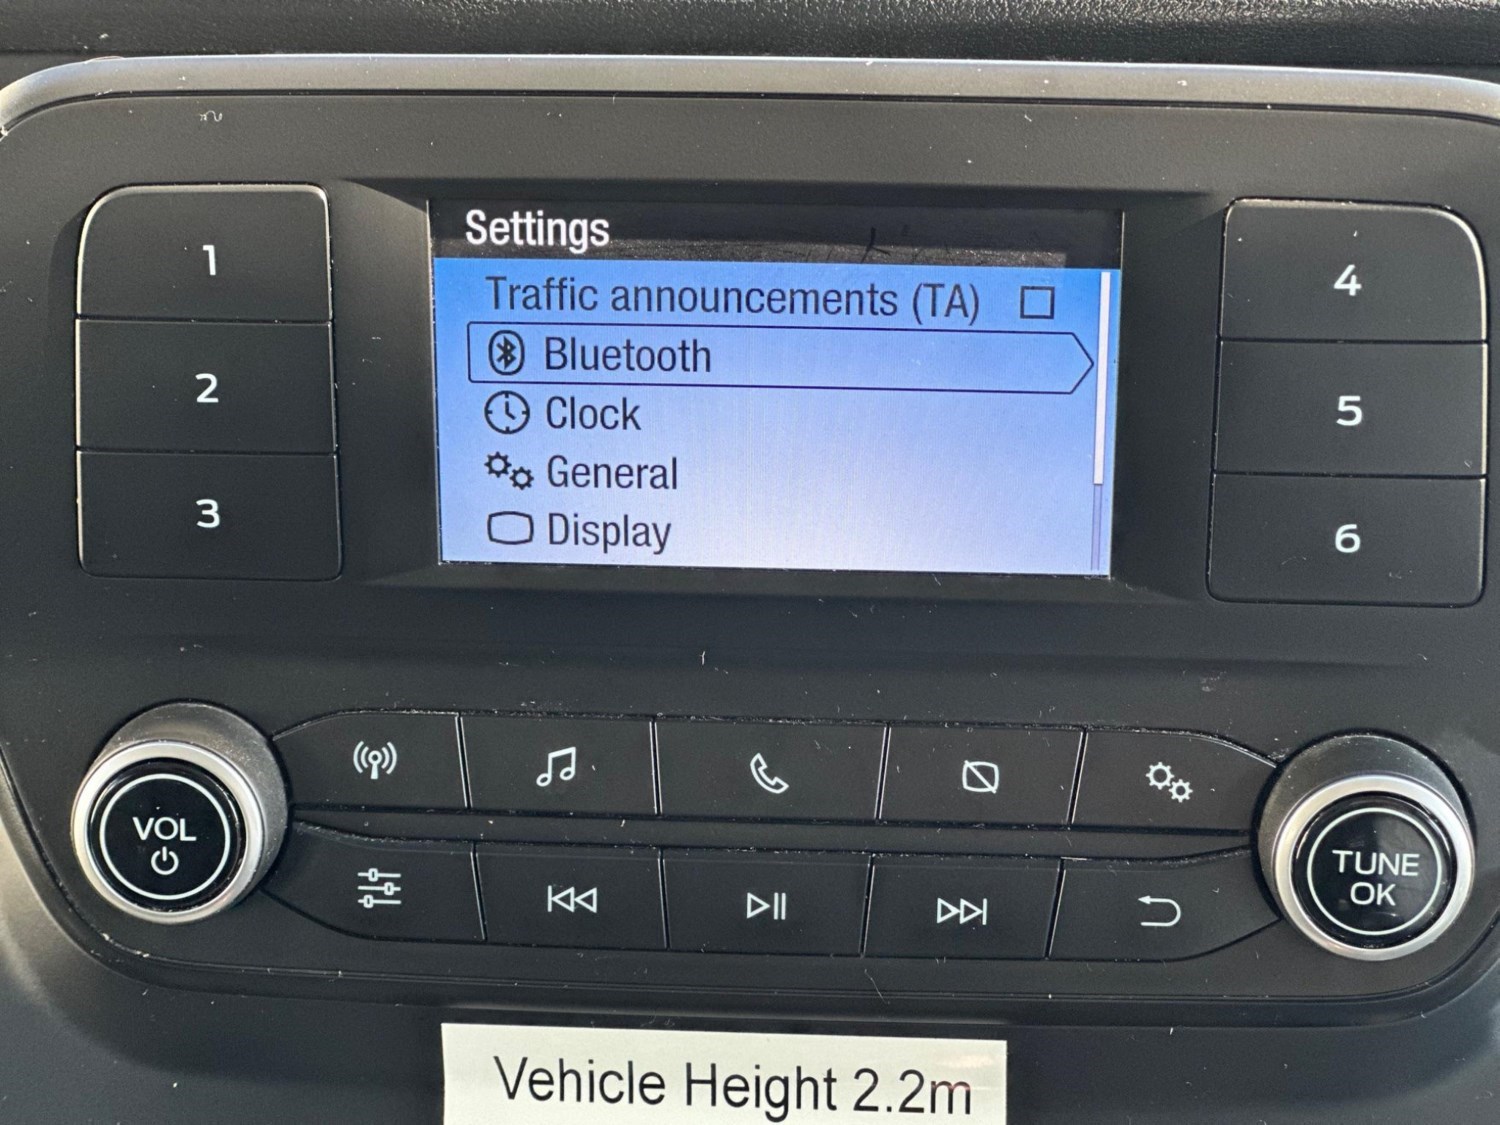 Settings
Traffic announcements (TA)
Bluetooth
Clock
General
Display
1
2
3
4
5
6
VOL
TUNE
OK
Vehicle Height 2.2m